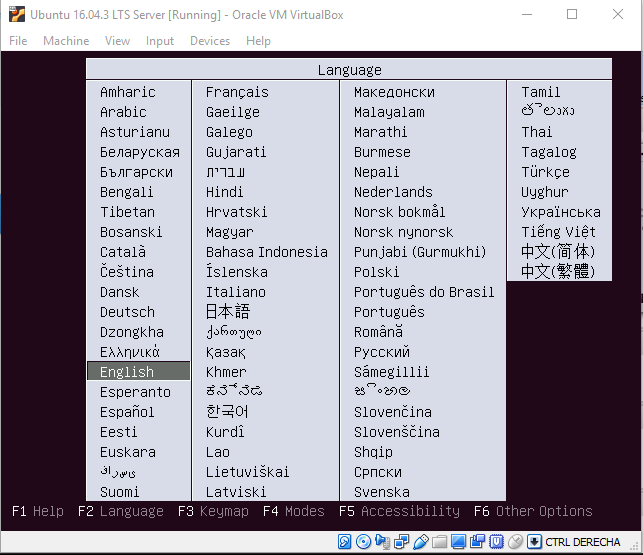 Ubuntu 16.04.3 LTS Server [Running] - Oracle VM VirtualBox
File Machine View Input Devices Help
Language
Amharic
Arabic
Asturianu
Беларуская
Български
Bengali
Tibetan
Bosanski
Català
Čeština
Dansk
Deutsch
Dzongkha
Ελληνικά
English
Esperanto
Español
Eesti
Euskara
Suomi
Français
Gaeilge
Galego
Gujarati
עברית
Hindi
Hrvatski
Magyar
Bahasa Indonesia
Íslenska
Italiano
日本語
ქართული
Қазақ
Khmer
ಕನ್ನಡ
한국어
Kurdî
Lao
Lietuviškai
Latviski
Македонски
Malayalam
Marathi
Burmese
Nepali
Nederlands
Norsk bokmål
Norsk nynorsk
Punjabi (Gurmukhi)
Polski
Português do Brasil
Português
Română
Русский
Sámegillii
සිංහල
Slovenčina
Slovenščina
Shqip
Српски
Svenska
Tamil
తెలుగు
Thai
Tagalog
Türkçe
Uyghur
Українська
Tiếng Việt
中文(简体)
中文(繁體)
F1 Help F2 Language F3 Keymap F4 Modes F5 Accessibility F6 Other Options
CTRL DERECHA